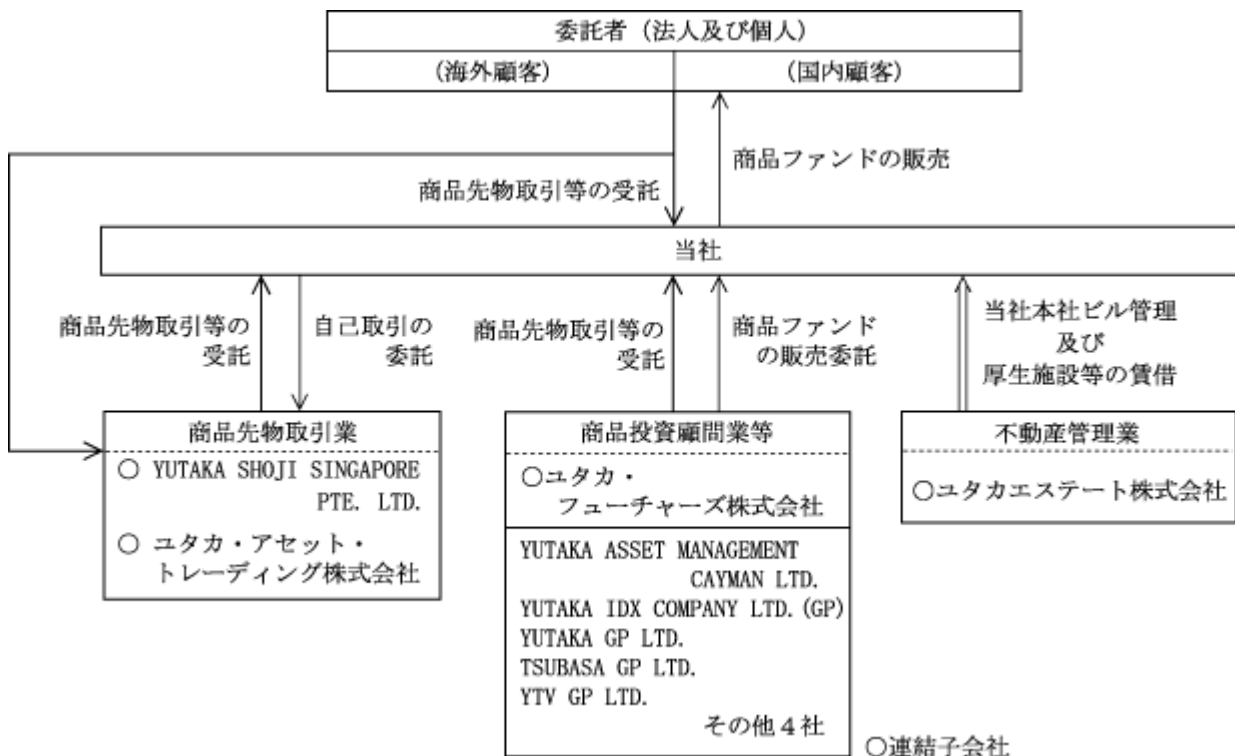 委託者（法人及び個人）
（海外顧客）
（国内顧客）
商品ファンドの販売
商品先物取引等の受託
当社
商品先物取引等の
受託
自己取引の
委託
商品先物取引等の
受託
商品ファンド
の販売委託
当社本社ビル管理
及び
厚生施設等の賃借
商品先物取引業
○ YUTAKA SHOJI SINGAPORE
PTE. LTD.
○ ユタカ・アセット・
トレーディング株式会社
商品投資顧問業等
○ユタカ・
フューチャーズ株式会社
YUTAKA ASSET MANAGEMENT
CAYMAN LTD.
YUTAKA IDX COMPANY LTD.(GP)
YUTAKA GP LTD.
TSUBASA GP LTD.
YTV GP LTD.
その他４社
不動産管理業
○ユタカエステート株式会社
○連結子会社